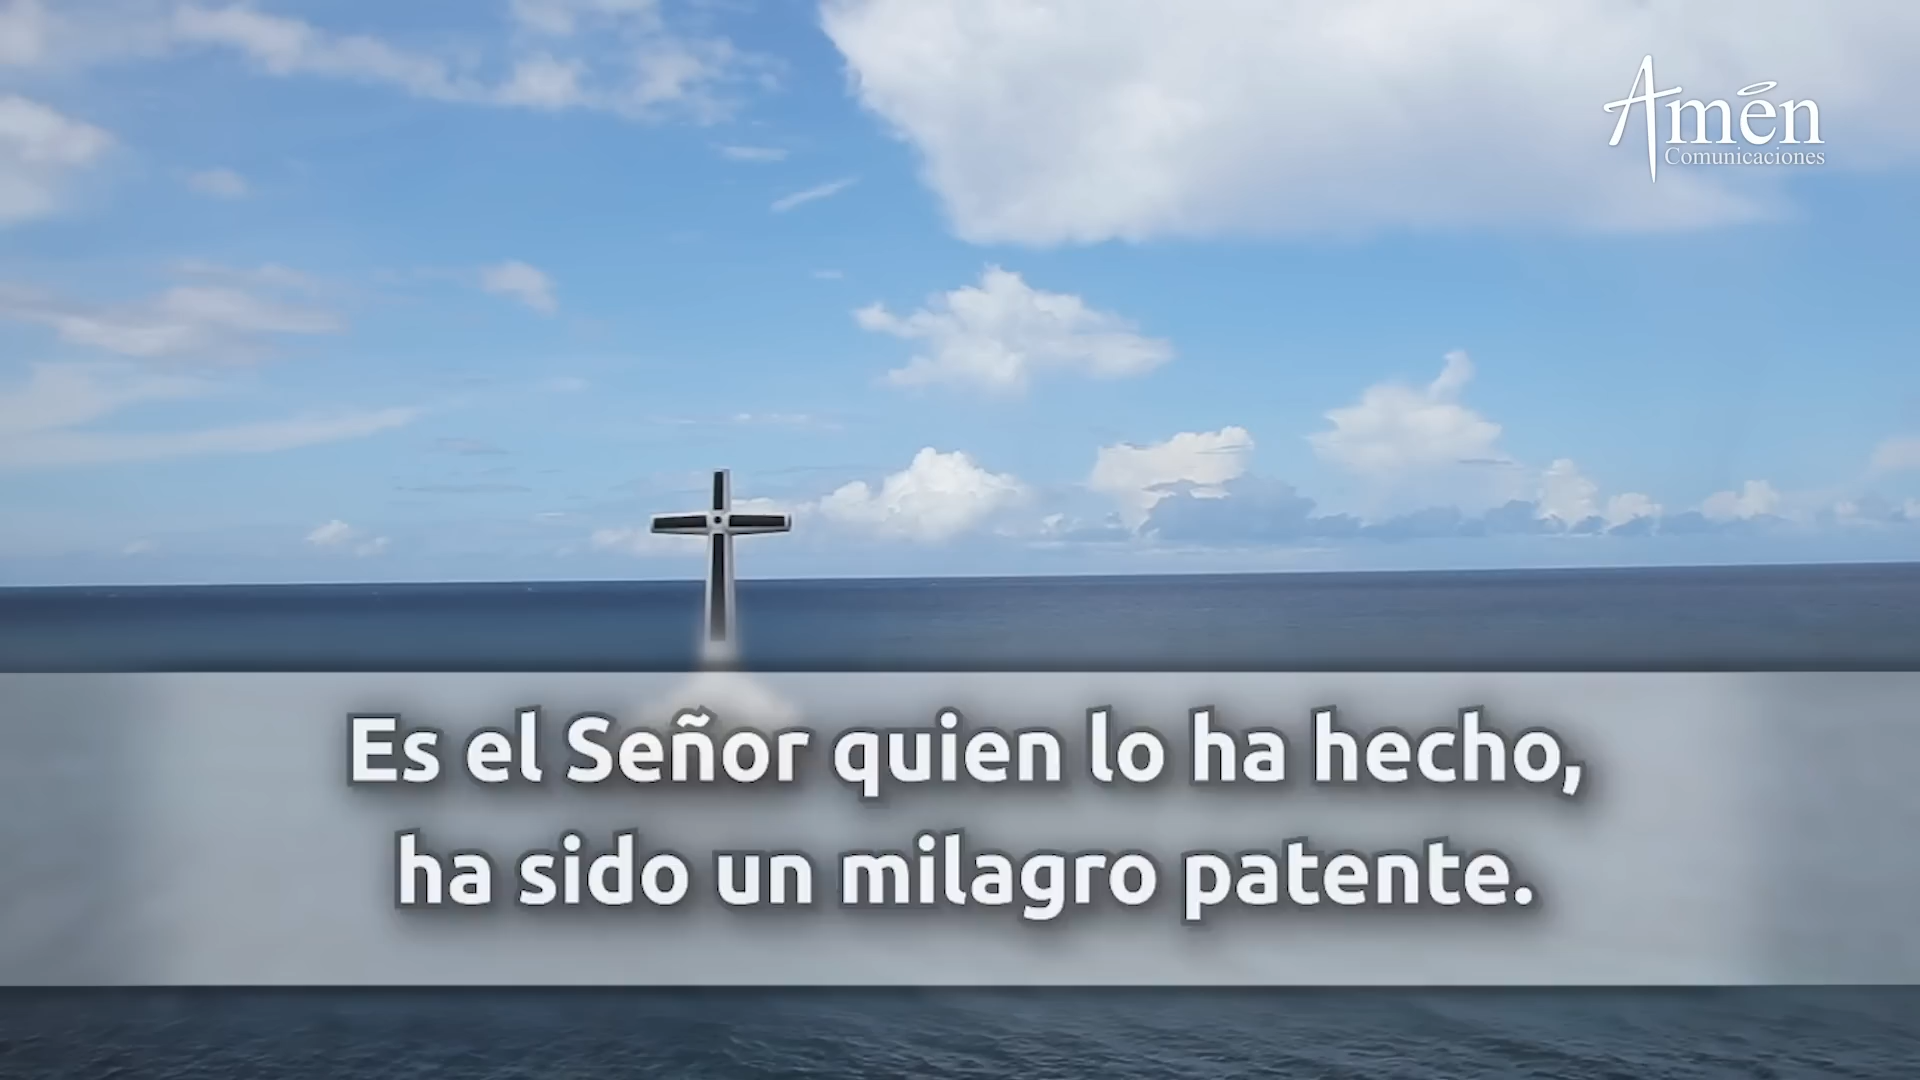 Amén
Comunicaciones
Es el Señor quien lo ha hecho,
ha sido un milagro patente.